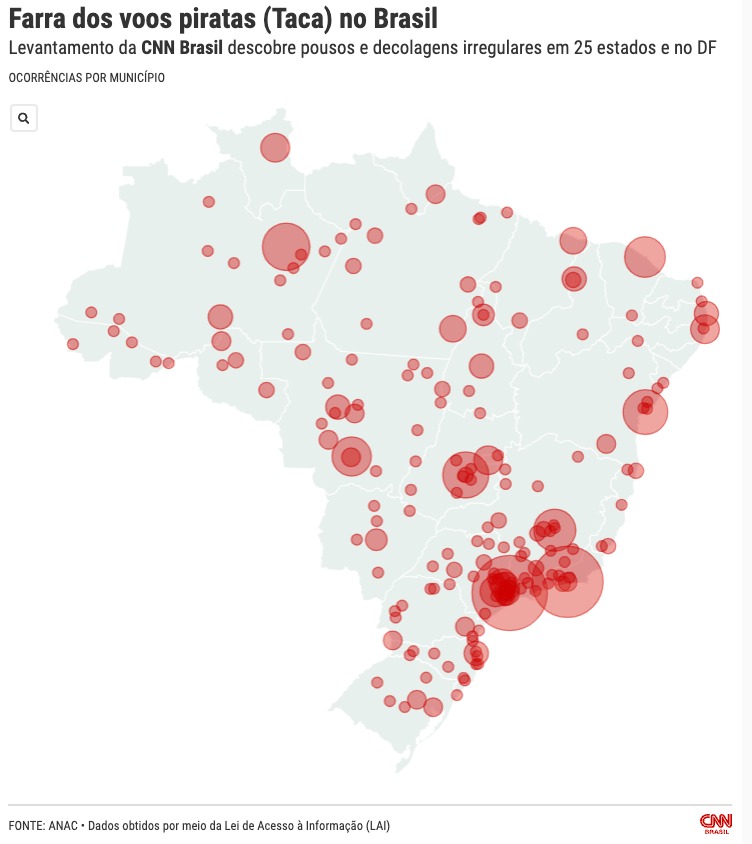 Farra dos voos piratas (Taca) no Brasil
Levantamento da CNN Brasil descobre pousos e decolagens irregulares em 25 estados e no DF
OCORRÊNCIAS POR MUNICÍPIO
FONTE: ANAC • Dados obtidos por meio da Lei de Acesso à Informação (LAI)
CNN
BRASIL